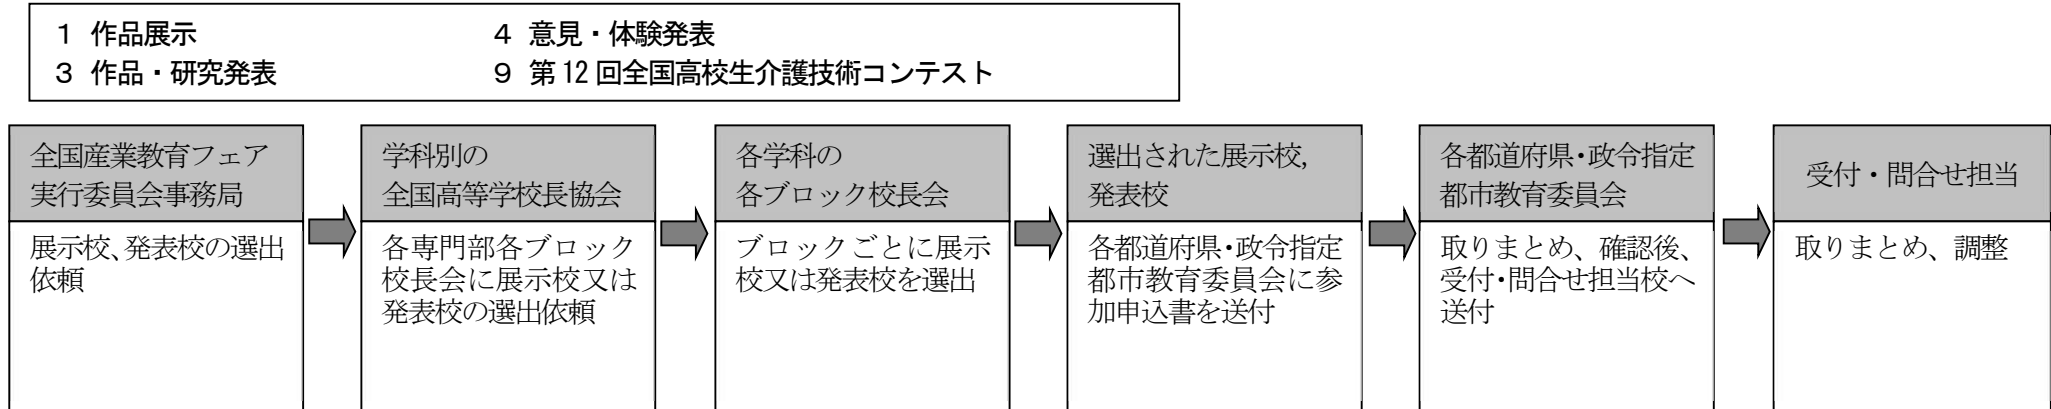 1 作品展示
4 意見・体験発表
3 作品・研究発表
9 第12回全国高校生介護技術コンテスト
全国産業教育フェア
実行委員会事務局
展示校、発表校の選出
依頼
学科別の
全国高等学校長協会
各専門部各ブロック
校長会に展示校又は
発表校の選出依頼
各学科の
各ブロック校長会
ブロックごとに展示
校又は発表校を選出
選出された展示校,
発表校
各都道府県・政令指定
都市教育委員会に参
加申込書を送付
各都道府県・政令指定
都市教育委員会
取りまとめ、確認後、
受付・問合せ担当校へ
送付
受付・問合せ担当
取りまとめ、調整